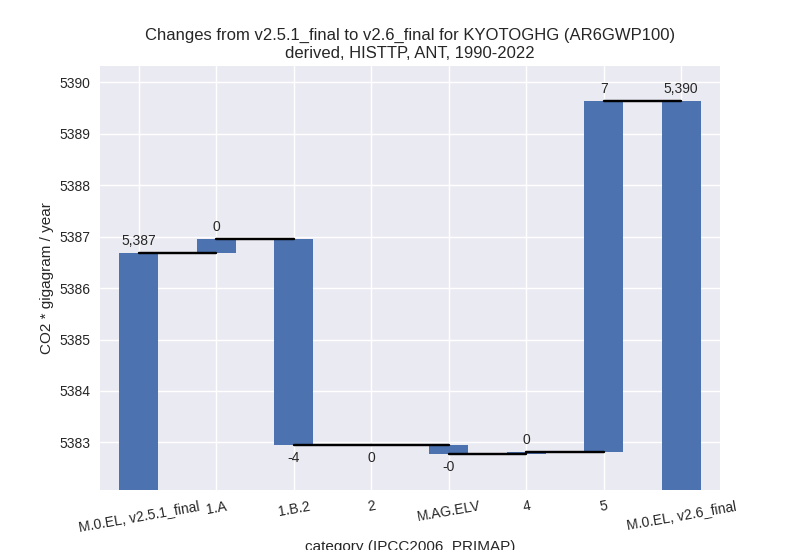 Changes from v2.5.1_final to v2.6_final for KYOTOGHG (AR6GWP100)
derived, HISTTP, ANT, 1990-2022
5390
5389
5388
5387
5386
5385
5384
5383
CO2 * gigagram / year
5,387
0
-4
0
-0
0
7
5,390
M.0.EL, v2.5.1_final
1.A
1.B.2
2
M.AG.ELV
4
5
M.0.EL, v2.6_final
category (IPCC2006_PRIMAP)